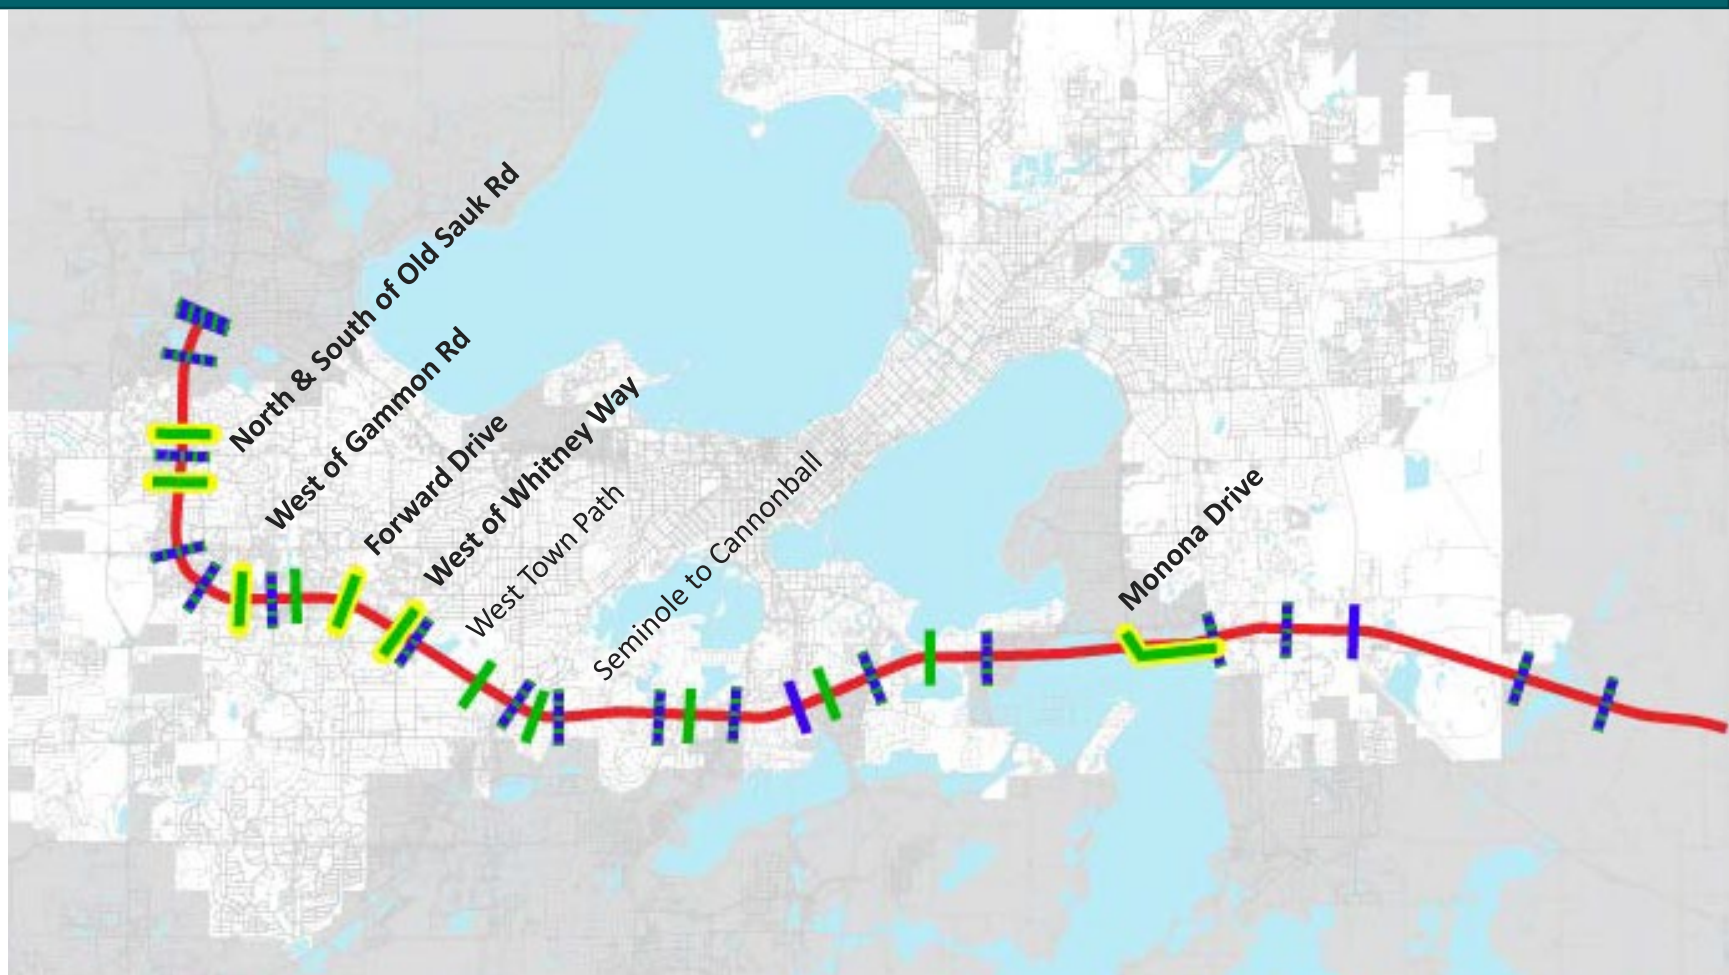 North & South of Old Sauk Rd
West of Gammon Rd
Forward Drive
West of Whitney Way
West Town Path
Seminole to Cannonball
Monona Drive